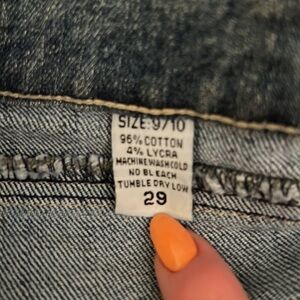 SIZE:9/10
96% COTTON
4% LYCRA
MACHINE WASH COLD
NO BLEACH
TUMBLE DRY LOW
29